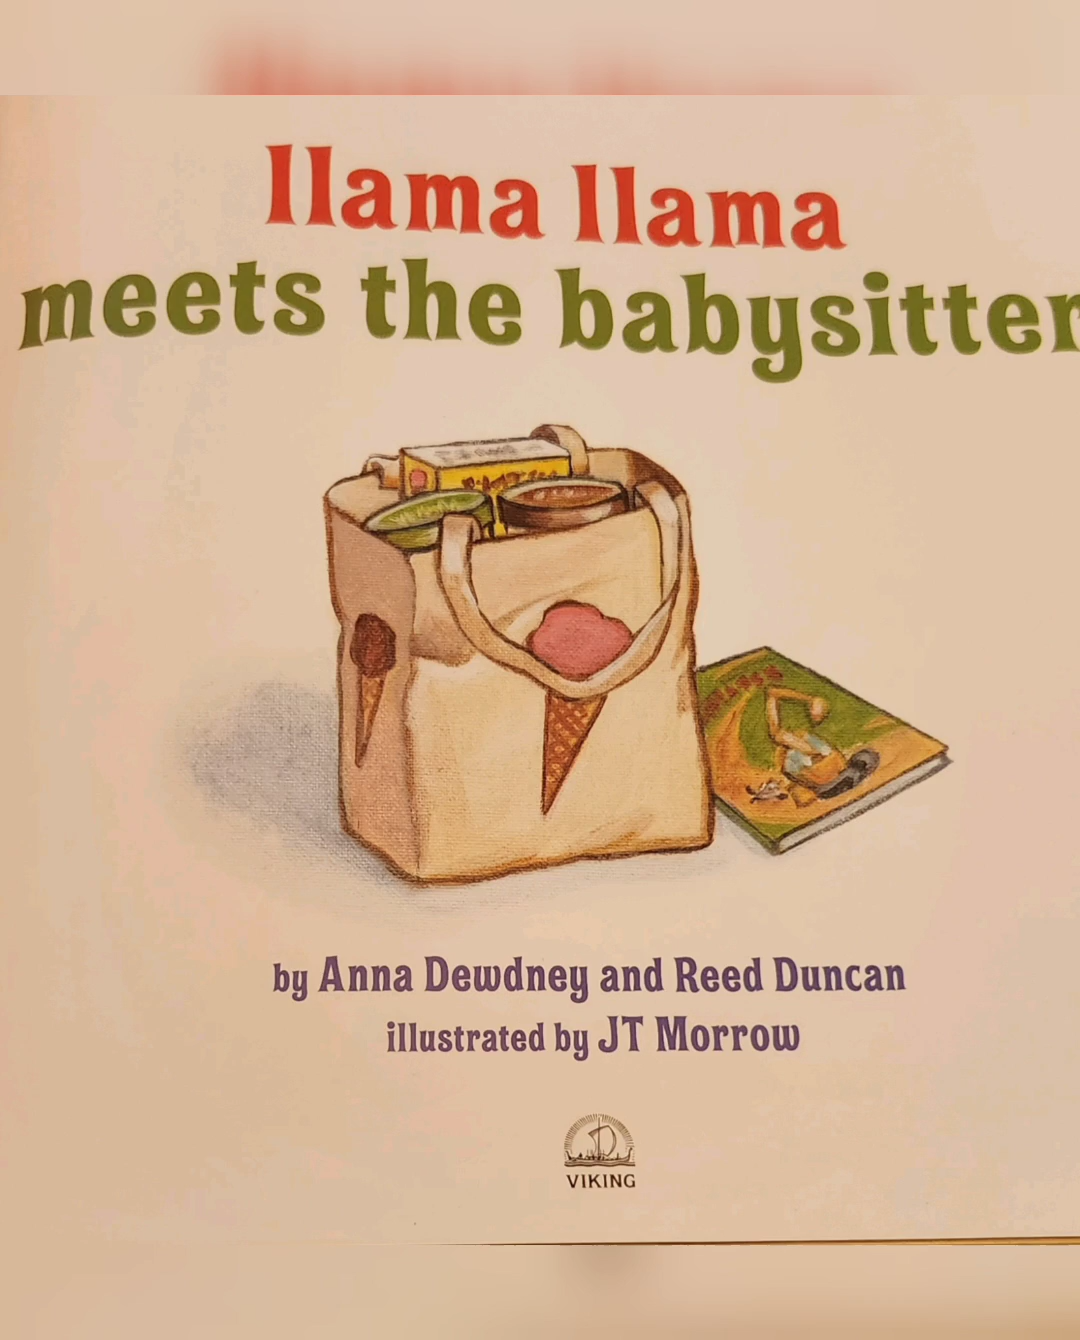 llama llama
meets the babysitter
by Anna Dewdney and Reed Duncan
illustrated by JT Morrow
VIKING